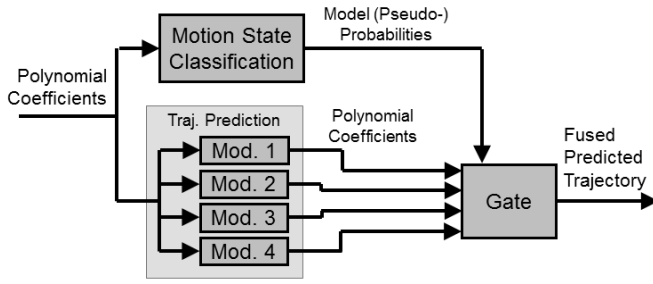 Motion State
Classification
Model (Pseudo-)
Probabilities
Polynomial
Coefficients
Traj. Prediction
Mod. 1
Mod. 2
Mod. 3
Mod. 4
Polynomial
Coefficients
Gate
Fused
Predicted
Trajectory